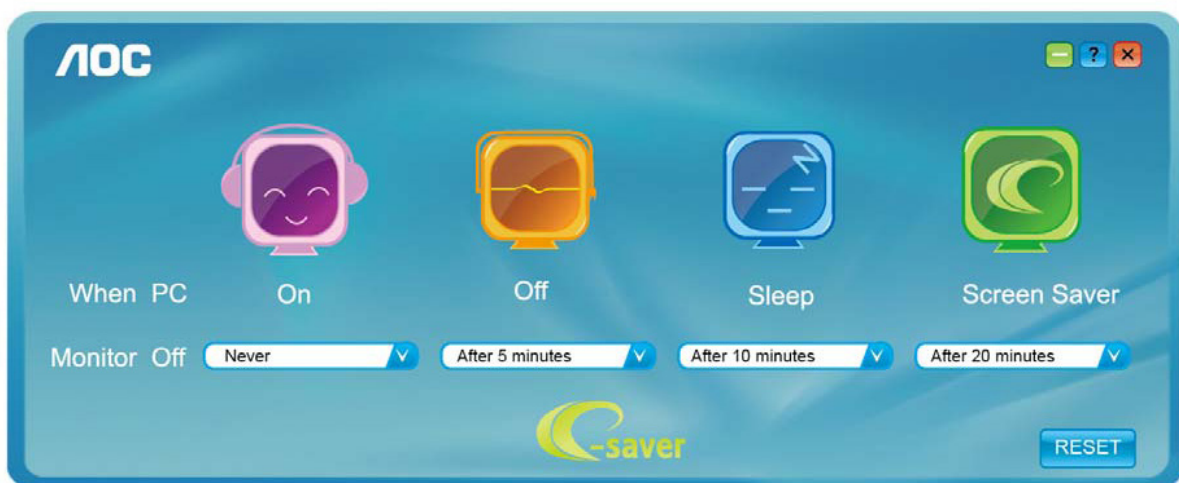 AOC
?
When PC On Off Sleep Screen Saver
Monitor Off Never After 5 minutes After 10 minutes After 20 minutes
e-saver
RESET